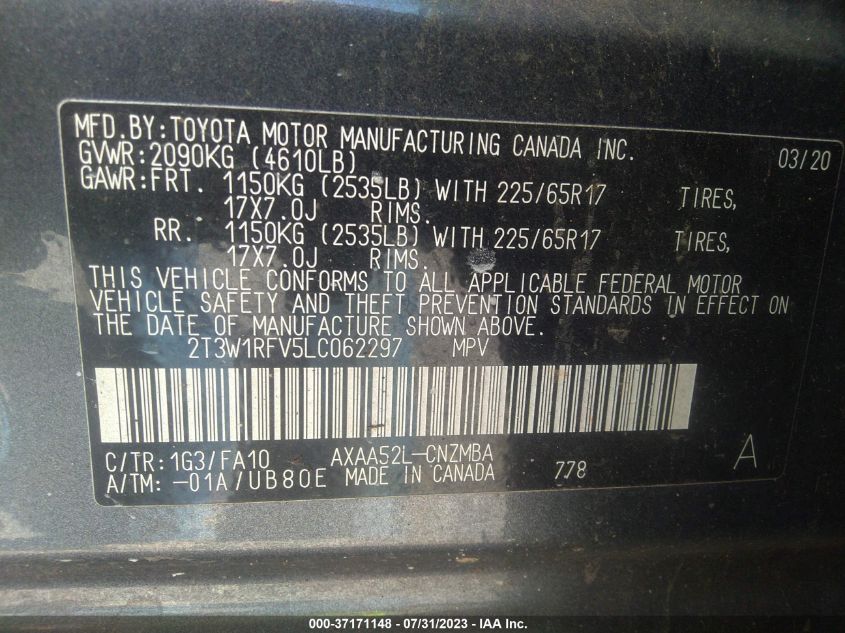 MFD.BY:TOYOTA MOTOR MANUFACTURING CANADA INC. 03/20
GVWR:2090KG (4610LB)
GAWR:FRT. 1150KG (2535LB) WITH 225/65R17 TIRES,
17X7.0J RIMS.
RR. 1150KG (2535LB) WITH 225/65R17 TIRES,
17X7.0J RIMS.
THIS VEHICLE CONFORMS TO ALL APPLICABLE FEDERAL MOTOR
VEHICLE SAFETY AND THEFT PREVENTION STANDARDS IN EFFECT ON
THE DATE OF MANUFACTURE SHOWN ABOVE.
2T3W1RFV5LC062297 MPV
C/TR:1G3/FA10 AXAA52L-CNZMBA A
A/TM: -01A/UB80E MADE IN CANADA 778
000-37171148 - 07/31/2023 - IAA Inc.